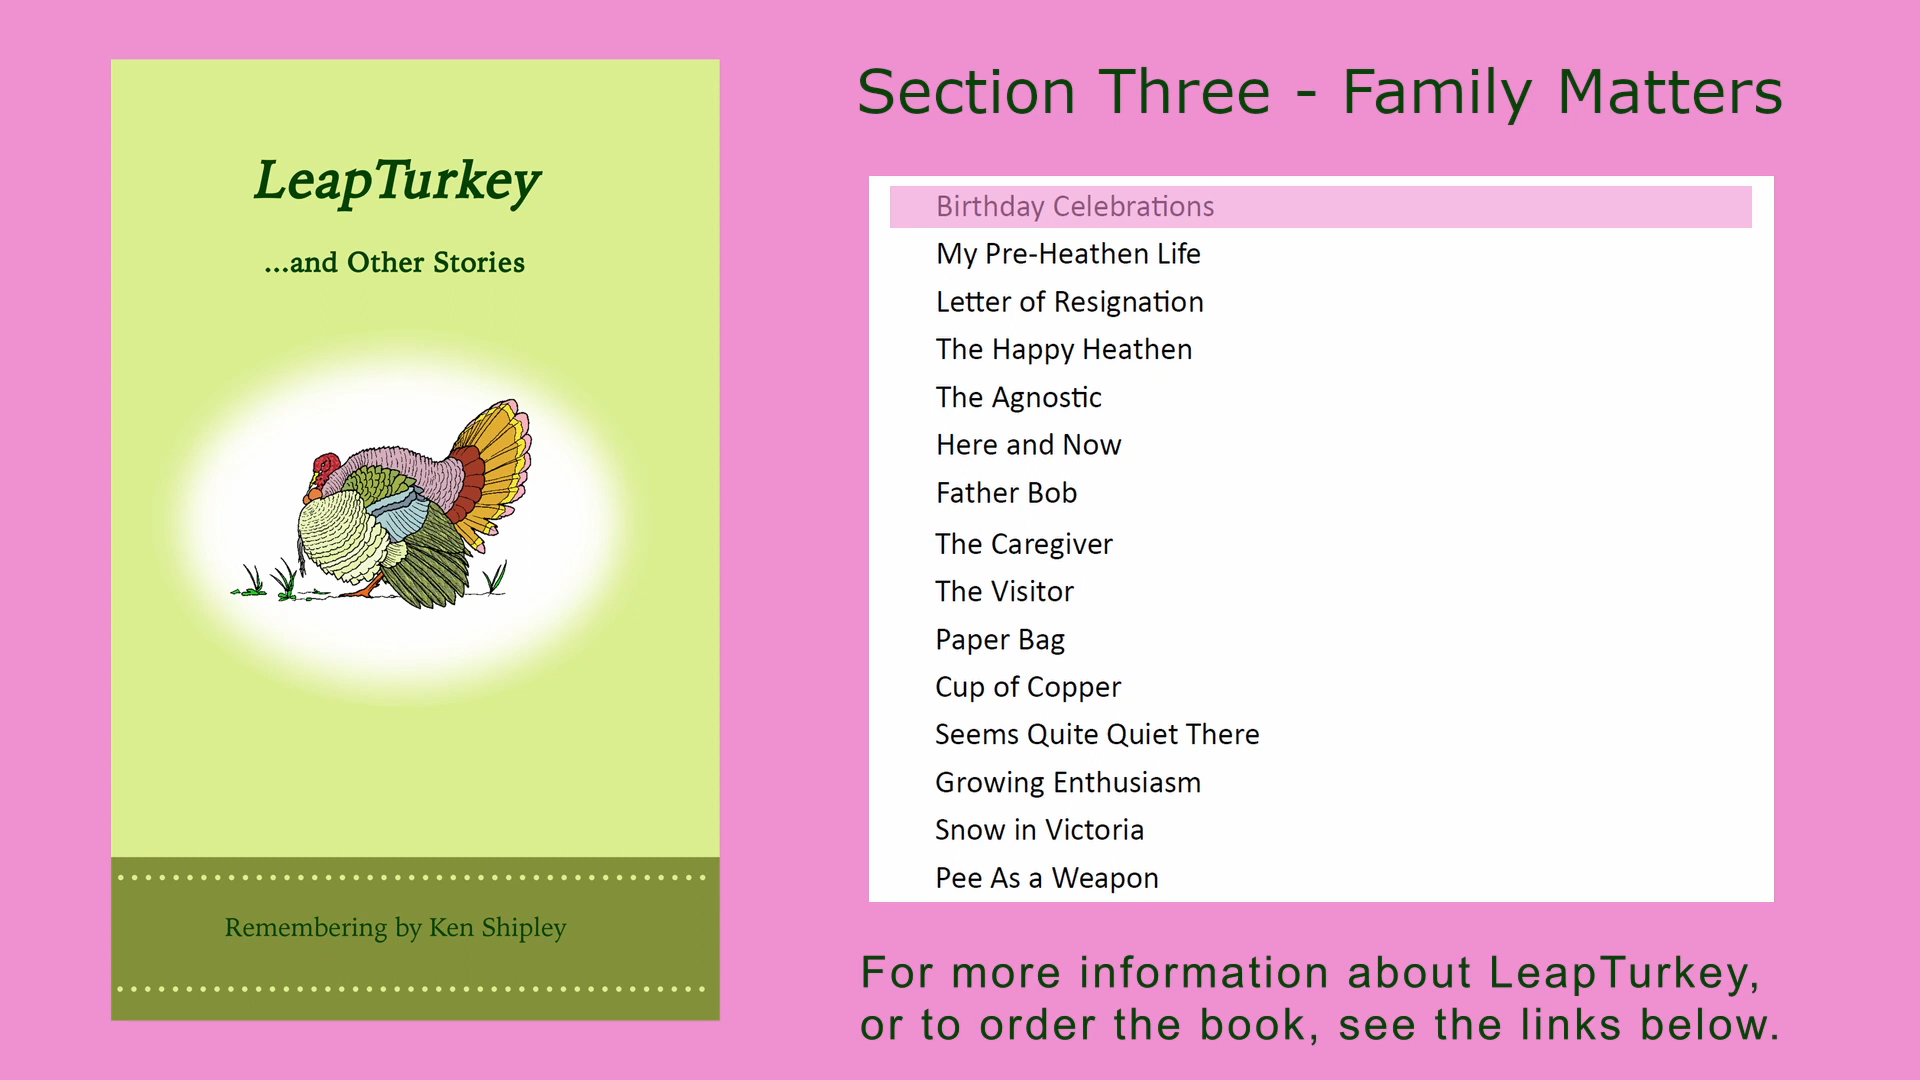 LeapTurkey
...and Other Stories
Remembering by Ken Shipley
Section Three - Family Matters
Birthday Celebrations
My Pre-Heathen Life
Letter of Resignation
The Happy Heathen
The Agnostic
Here and Now
Father Bob
The Caregiver
The Visitor
Paper Bag
Cup of Copper
Seems Quite Quiet There
Growing Enthusiasm
Snow in Victoria
Pee As a Weapon
For more information about LeapTurkey,
or to order the book, see the links below.